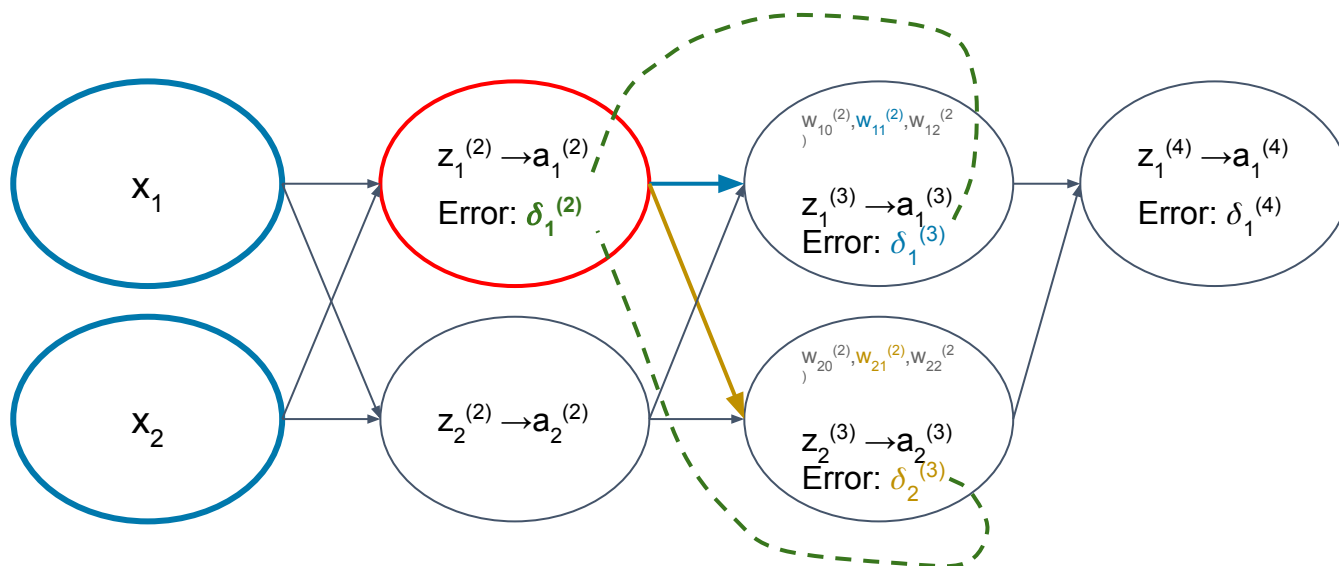 x₁
z₁⁽²⁾→a₁⁽²⁾
Error: δ₁⁽²⁾
w₁₀⁽²⁾,w₁₁⁽²⁾,w₁₂⁽²
⁾
z₁⁽³⁾→a₁⁽³⁾
Error: δ₁⁽³⁾
z₁⁽⁴⁾→a₁⁽⁴⁾
Error: δ₁⁽⁴⁾
x₂
z₂⁽²⁾→a₂⁽²⁾
w₂₀⁽²⁾,w₂₁⁽²⁾,w₂₂⁽²
⁾
z₂⁽³⁾→a₂⁽³⁾
Error: δ₂⁽³⁾